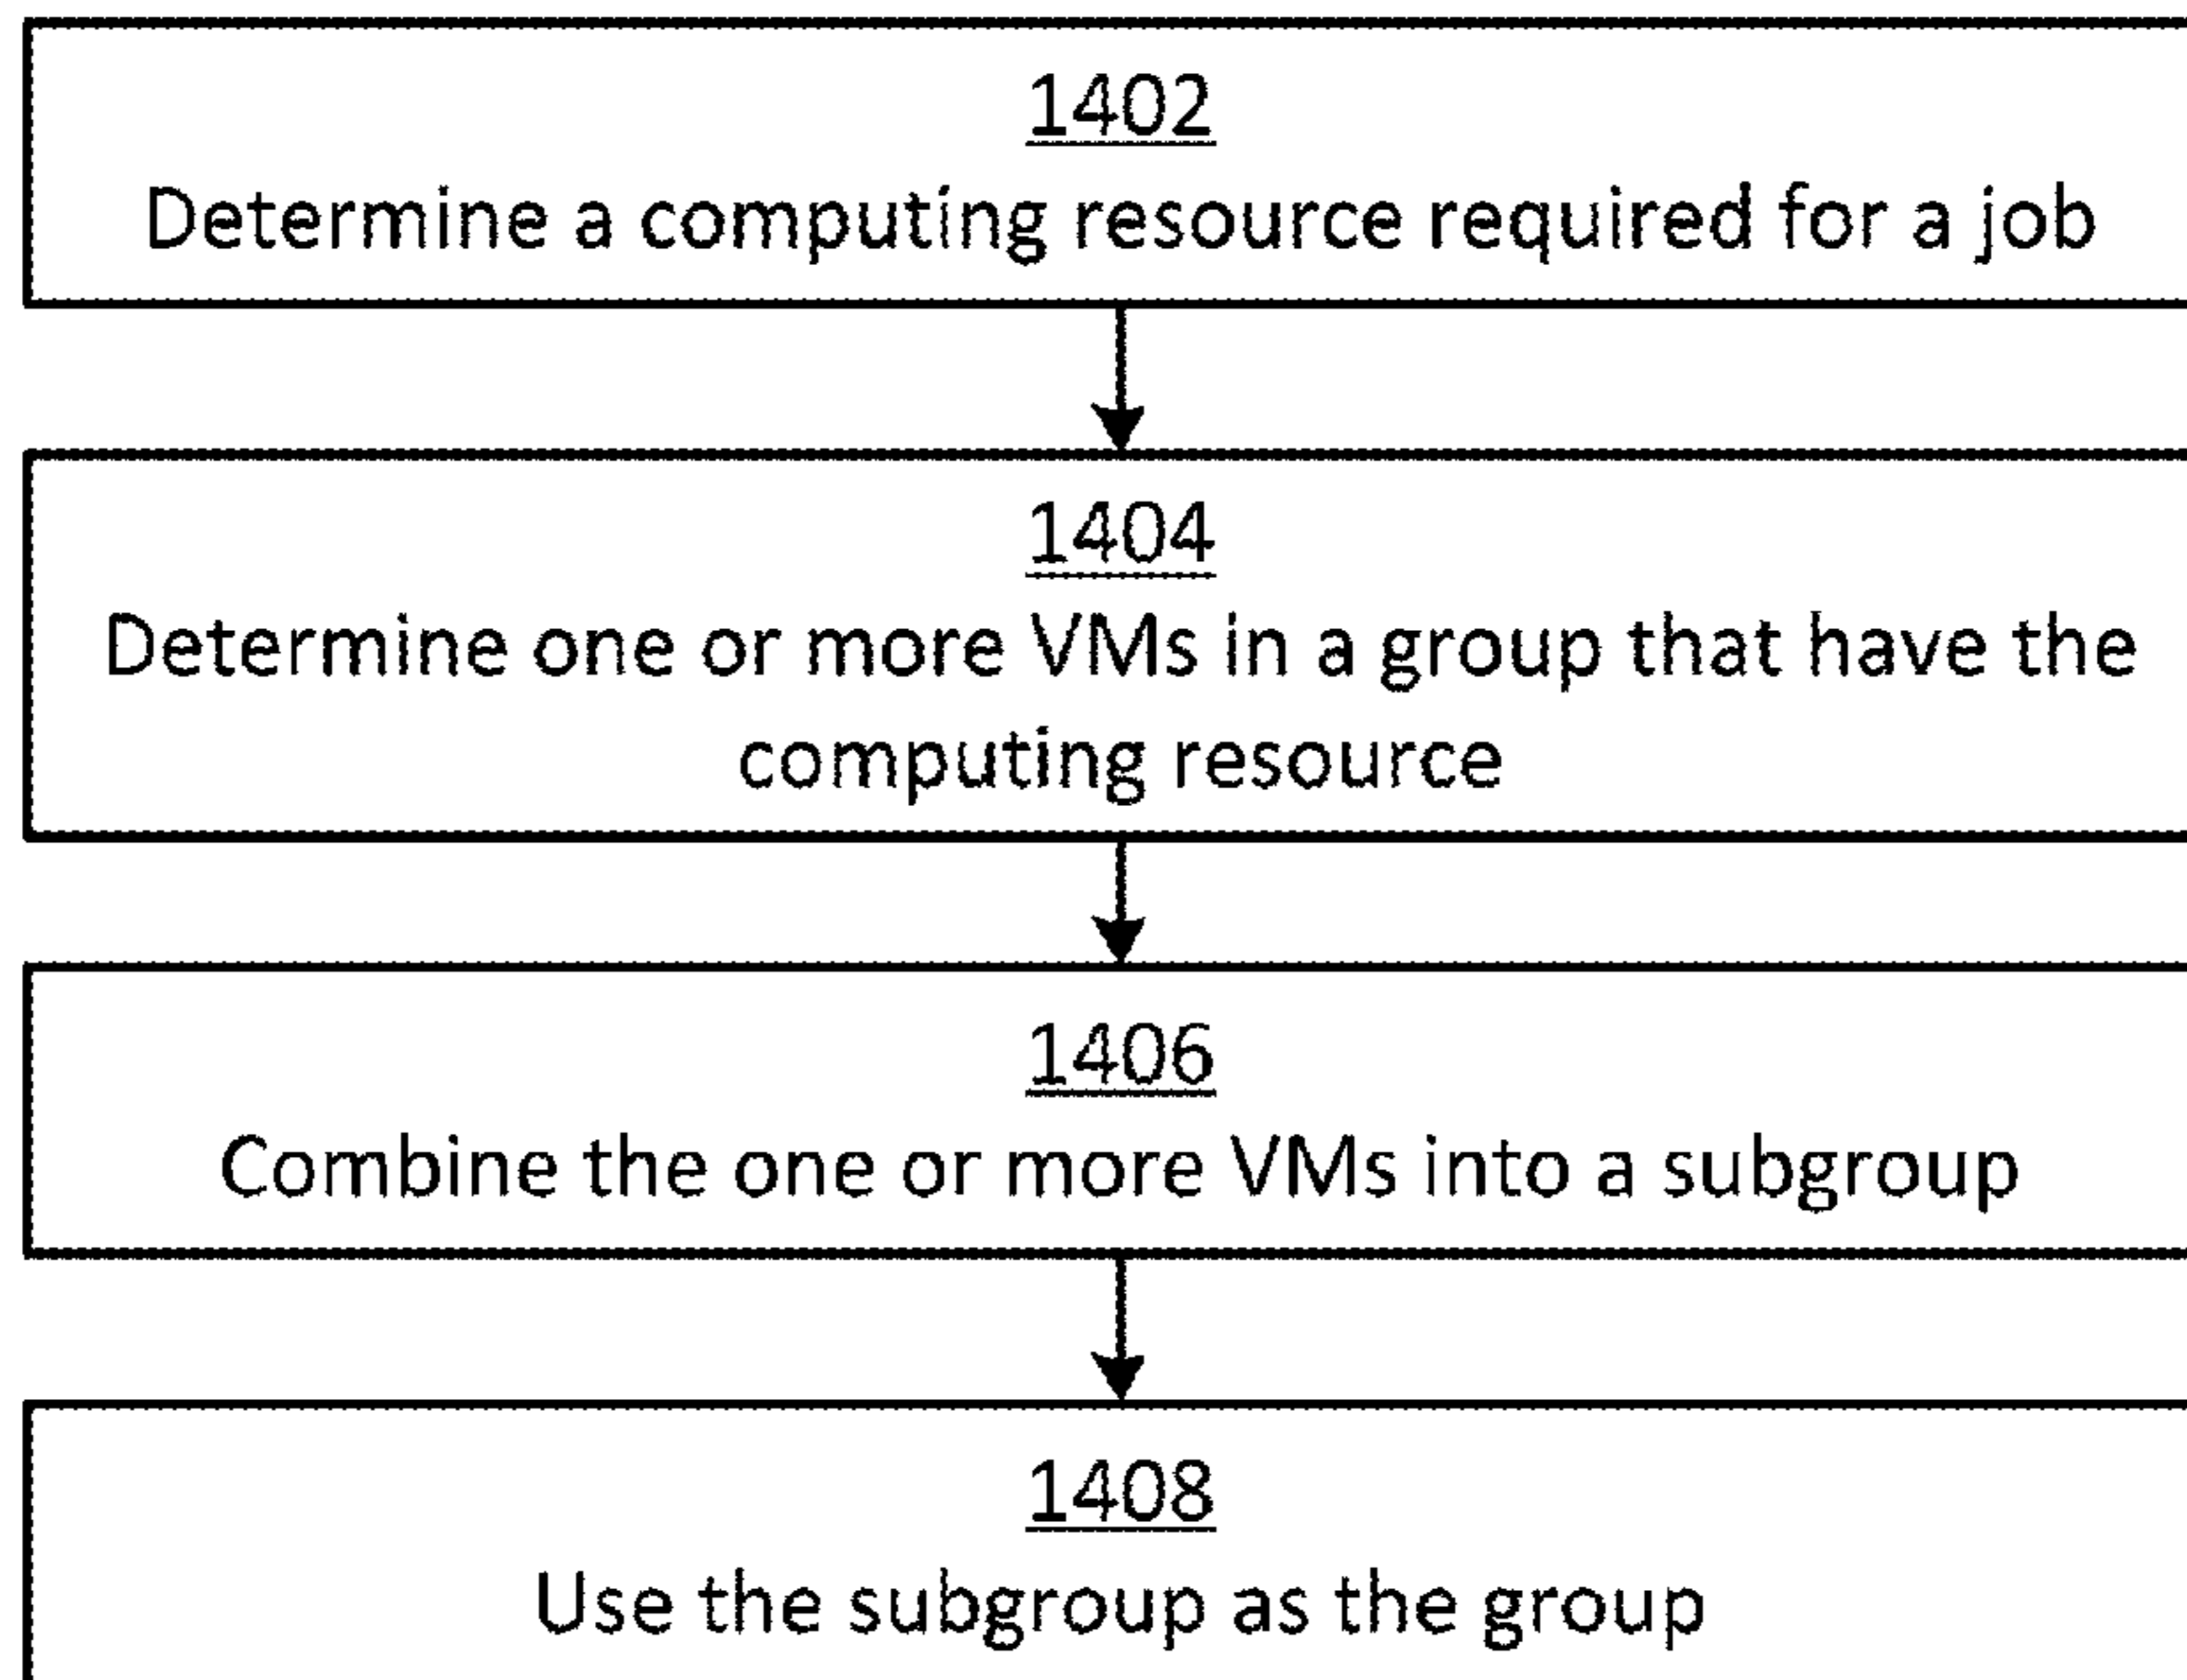 1402
Determine a computing resource required for a job
1404
Determine one or more VMs in a group that have the
computing resource
1406
Combine the one or more VMs into a subgroup
1408
Use the subgroup as the group